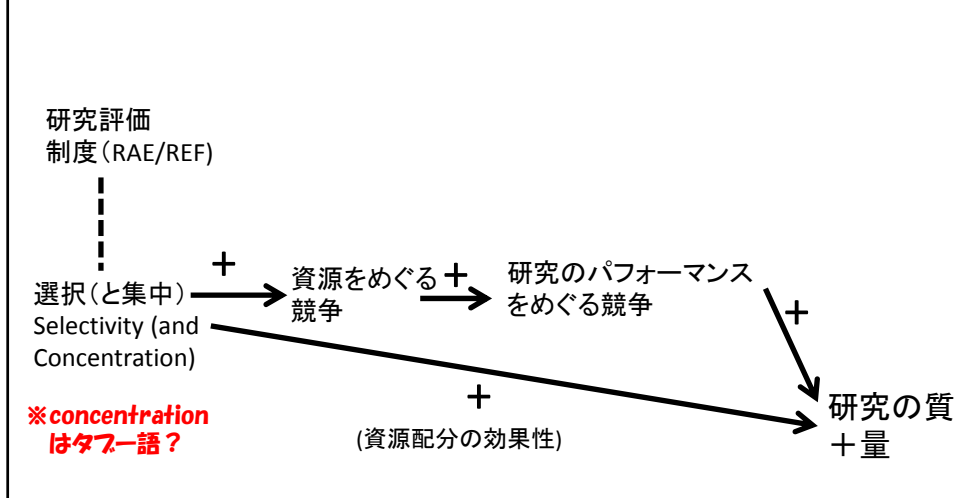 研究評価
制度(RAE/REF)
+
資源をめぐる
競争
+
研究のパフォーマンス
をめぐる競争
選択(と集中)
Selectivity (and
Concentration)
+
+
(資源配分の効果性)
研究の質
+量
※concentration
はタブー語?